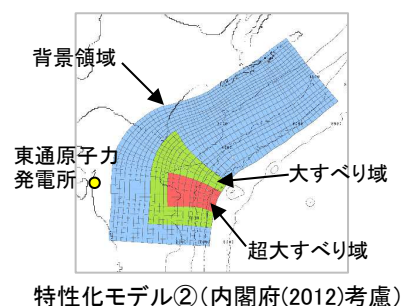 背景領域
東通原子力
発電所
大すべり域
超大すべり域
特性化モデル②(内閣府(2012)考慮)